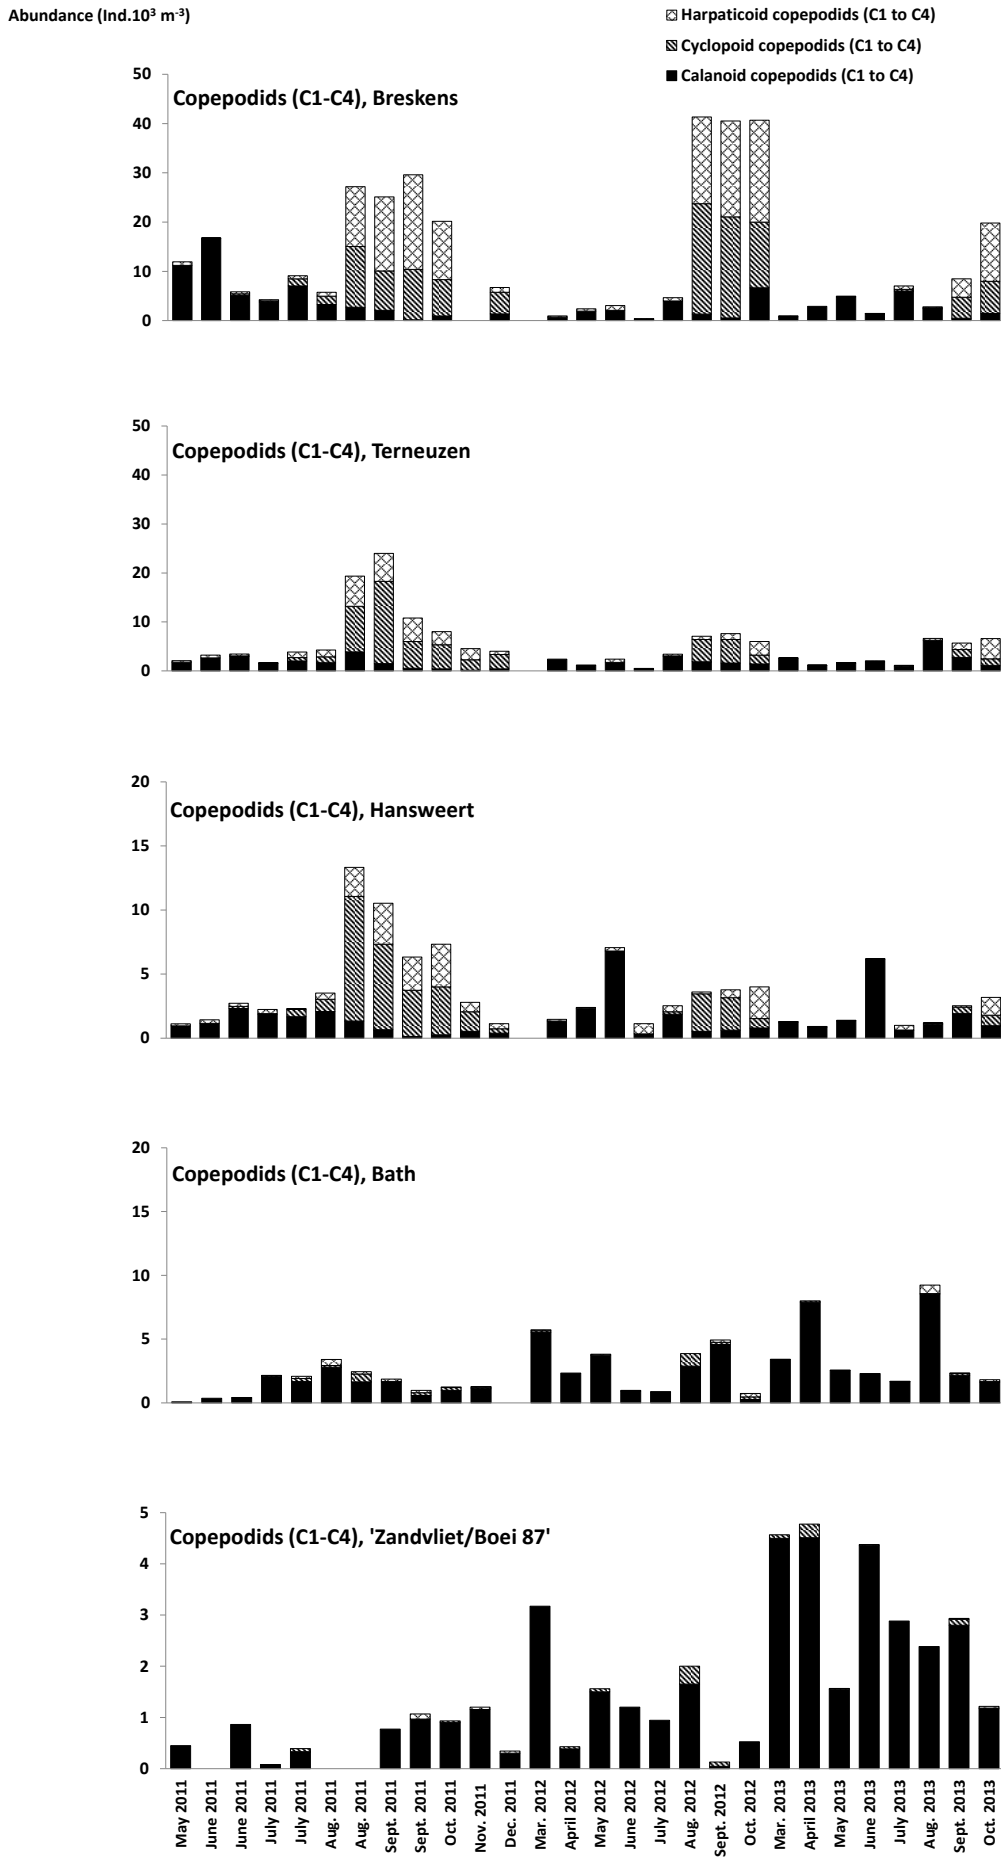 Abundance (Ind.10³ m⁻³)
Harpaticoid copepodids (C1 to C4)
Cyclopoid copepodids (C1 to C4)
Calanoid copepodids (C1 to C4)
Copepodids (C1-C4), Breskens
50
40
30
20
10
0
Copepodids (C1-C4), Terneuzen
50
40
30
20
10
0
Copepodids (C1-C4), Hansweert
20
15
10
5
0
Copepodids (C1-C4), Bath
20
15
10
5
0
Copepodids (C1-C4), 'Zandvliet/Boei 87'
5
4
3
2
1
0
May 2011
June 2011
June 2011
July 2011
July 2011
Aug. 2011
Aug. 2011
Sept. 2011
Sept. 2011
Oct. 2011
Nov. 2011
Dec. 2011
Mar. 2012
April 2012
May 2012
June 2012
July 2012
Aug. 2012
Sept. 2012
Oct. 2012
Mar. 2013
April 2013
May 2013
June 2013
July 2013
Aug. 2013
Sept. 2013
Oct. 2013